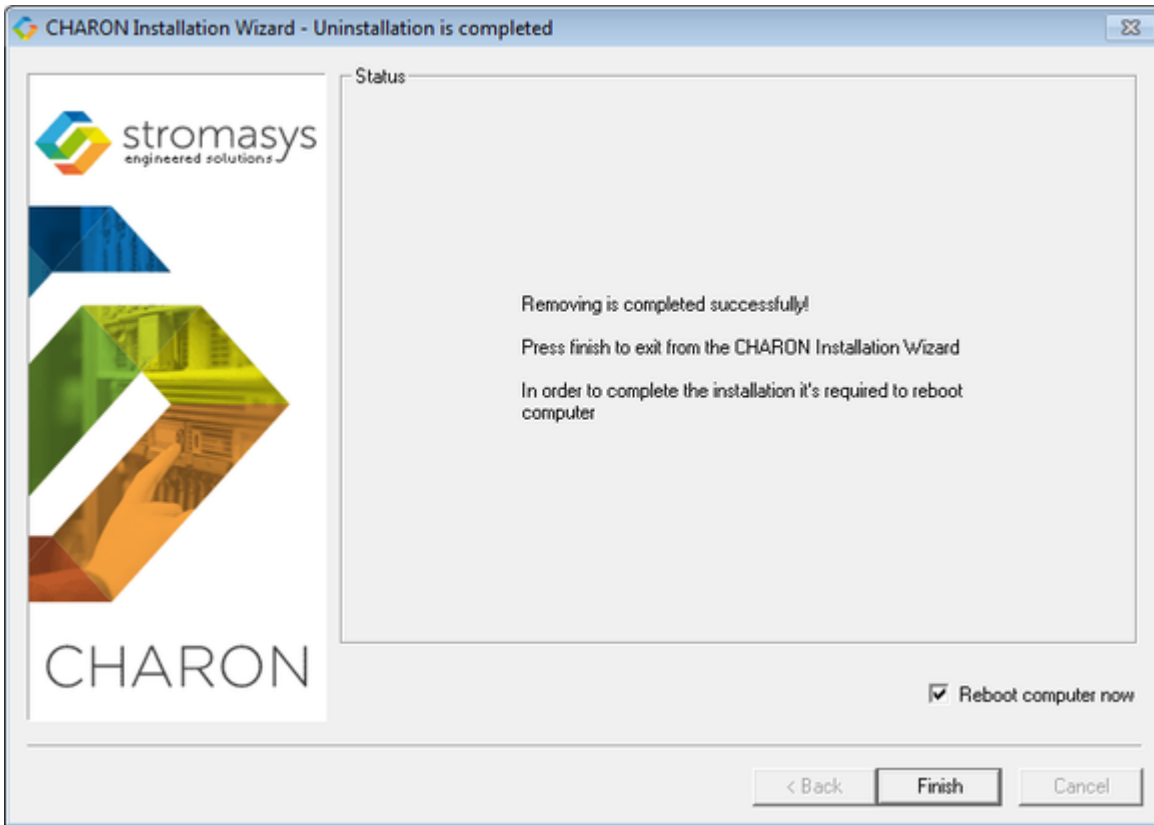 CHARON Installation Wizard - Uninstallation is completed
Status
stromasys
engineered solutions
Removing is completed successfully!
Press finish to exit from the CHARON Installation Wizard
In order to complete the installation it's required to reboot
computer
CHARON
Reboot computer now
< Back
Finish
Cancel